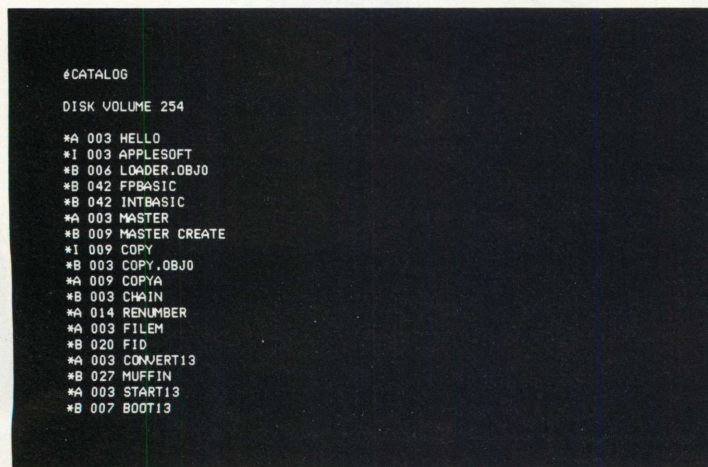 éCATALOG
DISK VOLUME 254
*A 003 HELLO
*I 003 APPLESOFT
*B 006 LOADER.OBJ0
*B 042 FPBASIC
*B 042 INTBASIC
*A 003 MASTER
*B 009 MASTER CREATE
*I 009 COPY
*B 003 COPY.OBJ0
*A 009 COPYA
*B 003 CHAIN
*A 014 RENUMBER
*A 003 FILEM
*B 020 FID
*A 003 CONVERT13
*B 027 MUFFIN
*A 003 START13
*B 007 BOOT13